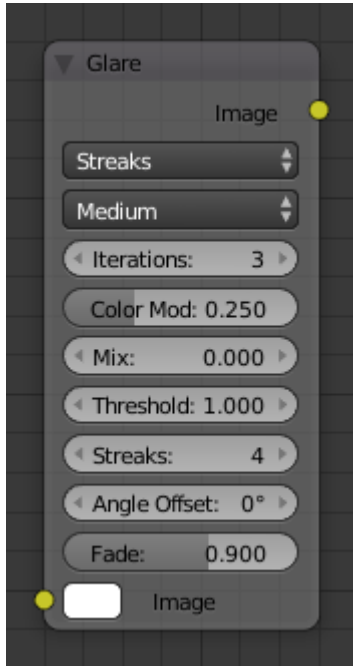 Glare
Image
Streaks
Medium
Iterations: 3
Color Mod: 0.250
Mix: 0.000
Threshold: 1.000
Streaks: 4
Angle Offset: 0°
Fade: 0.900
Image